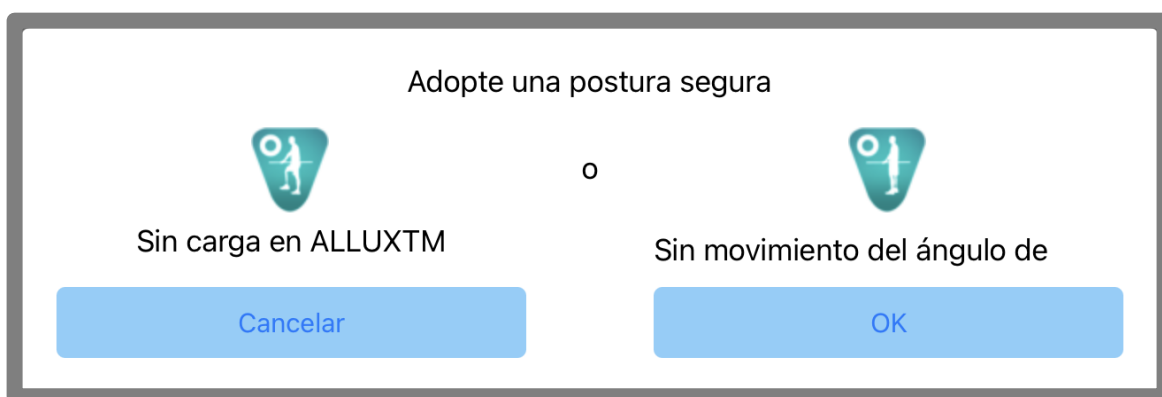 Adopte una postura segura
o
Sin carga en ALLUXTM
Sin movimiento del ángulo de
Cancelar
OK